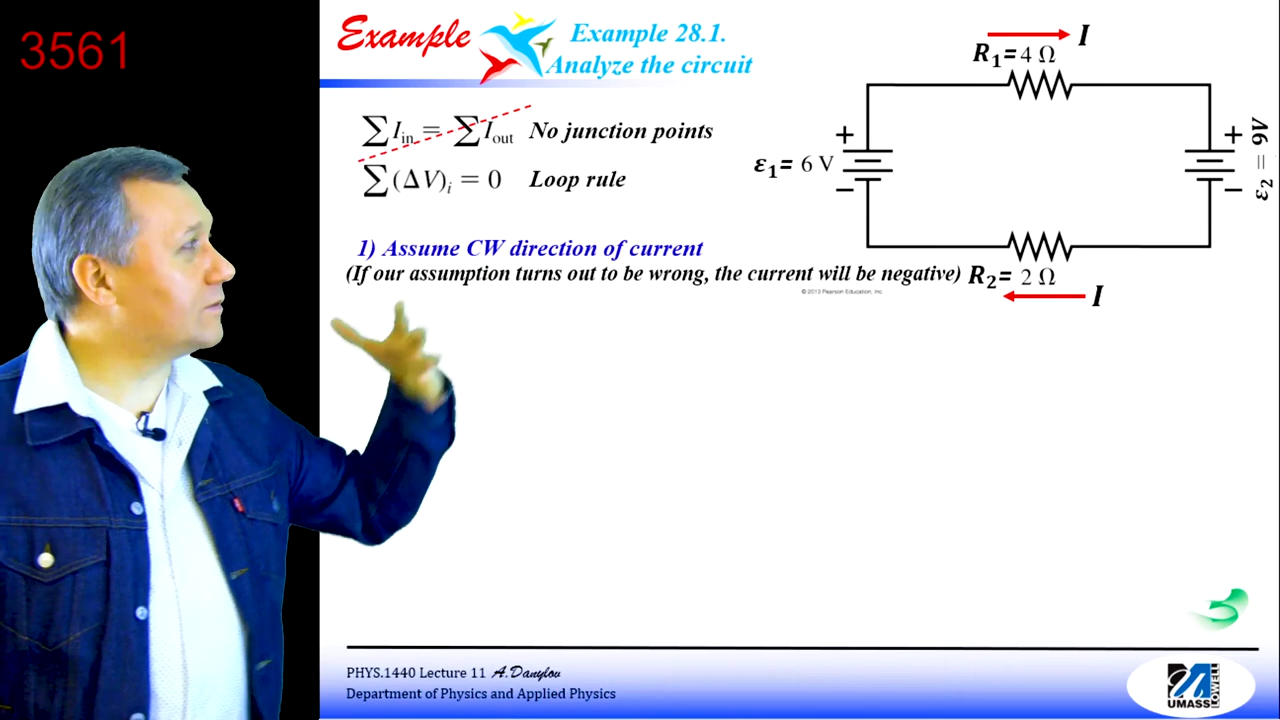 3561
Example
Example 28.1.
Analyze the circuit
∑ I_in = ∑ I_out No junction points
∑ (ΔV)_i = 0 Loop rule
1) Assume CW direction of current
(If our assumption turns out to be wrong, the current will be negative)
I
R₁= 4 Ω
+
ε₁= 6 V
−
+
−
ε₂ = 9V
R₂= 2 Ω
I
© 2013 Pearson Education, Inc.
PHYS.1440 Lecture 11 A.Danylov
Department of Physics and Applied Physics
UMASS
LOWELL